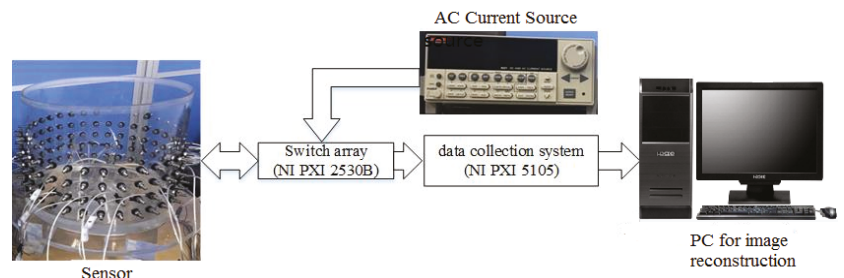 AC Current Source
source
Switch array
(NI PXI 2530B)
data collection system
(NI PXI 5105)
PC for image
reconstruction
Sensor